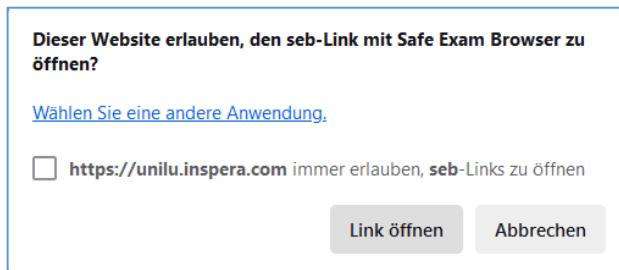 Dieser Website erlauben, den seb-Link mit Safe Exam Browser zu
öffnen?
Wählen Sie eine andere Anwendung.
https://unilu.inspera.com immer erlauben, seb-Links zu öffnen
Link öffnen Abbrechen